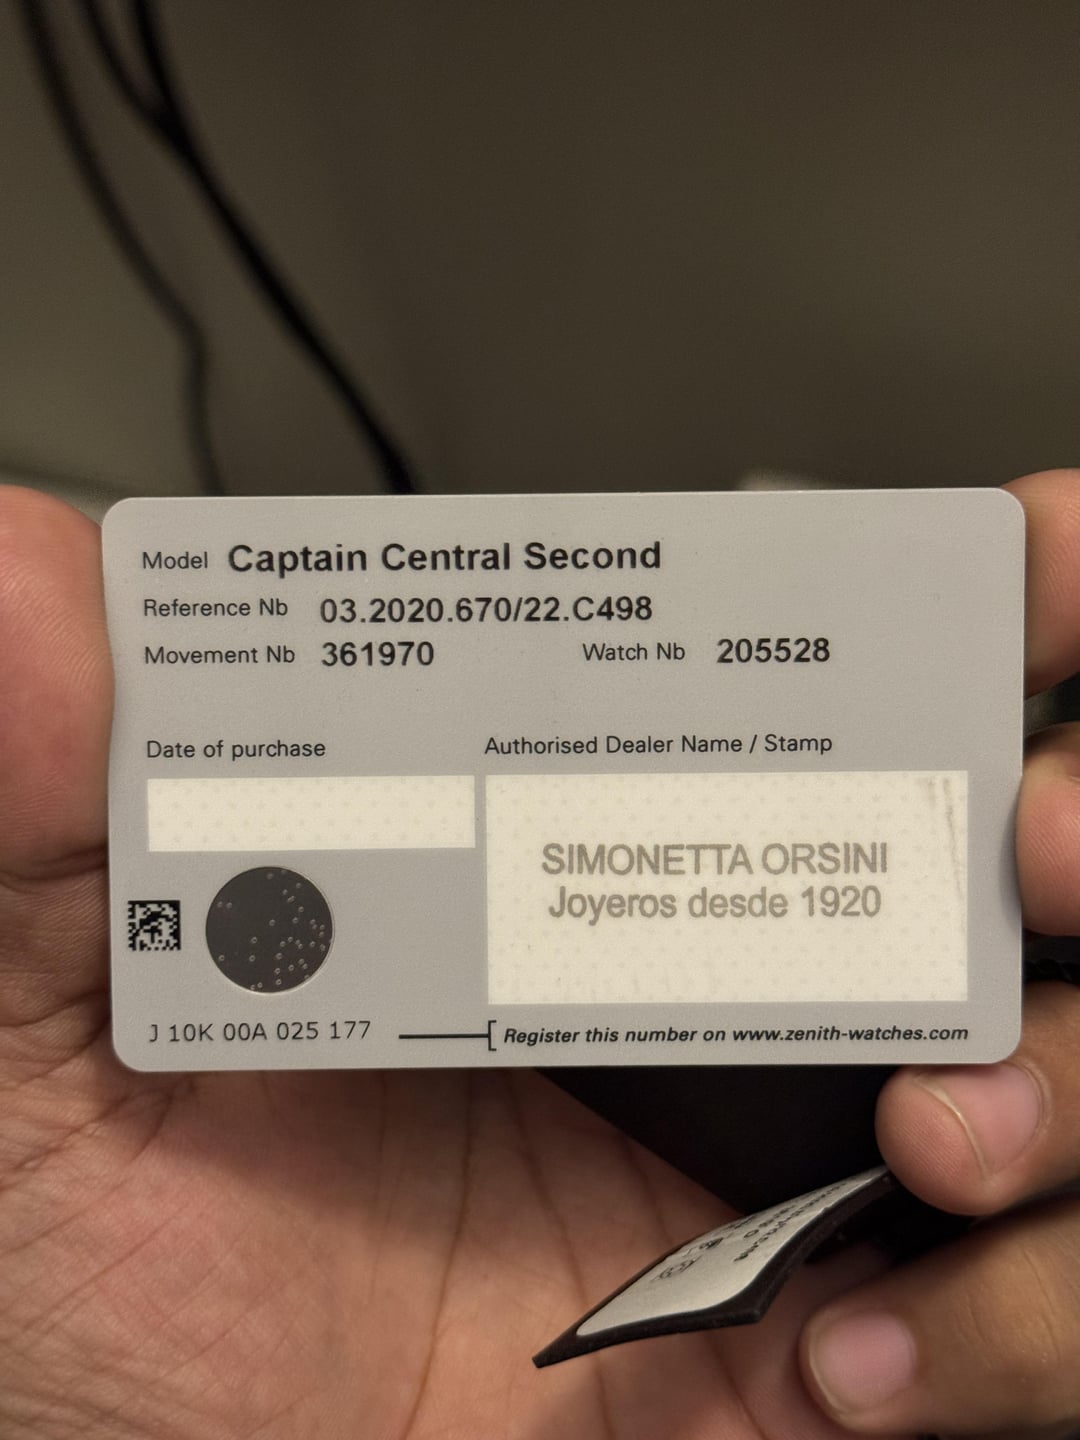 Model Captain Central Second
Reference Nb 03.2020.670/22.C498
Movement Nb 361970 Watch Nb 205528
Date of purchase Authorised Dealer Name / Stamp
SIMONETTA ORSINI
Joyeros desde 1920
J 10K 00A 025 177 Register this number on www.zenith-watches.com